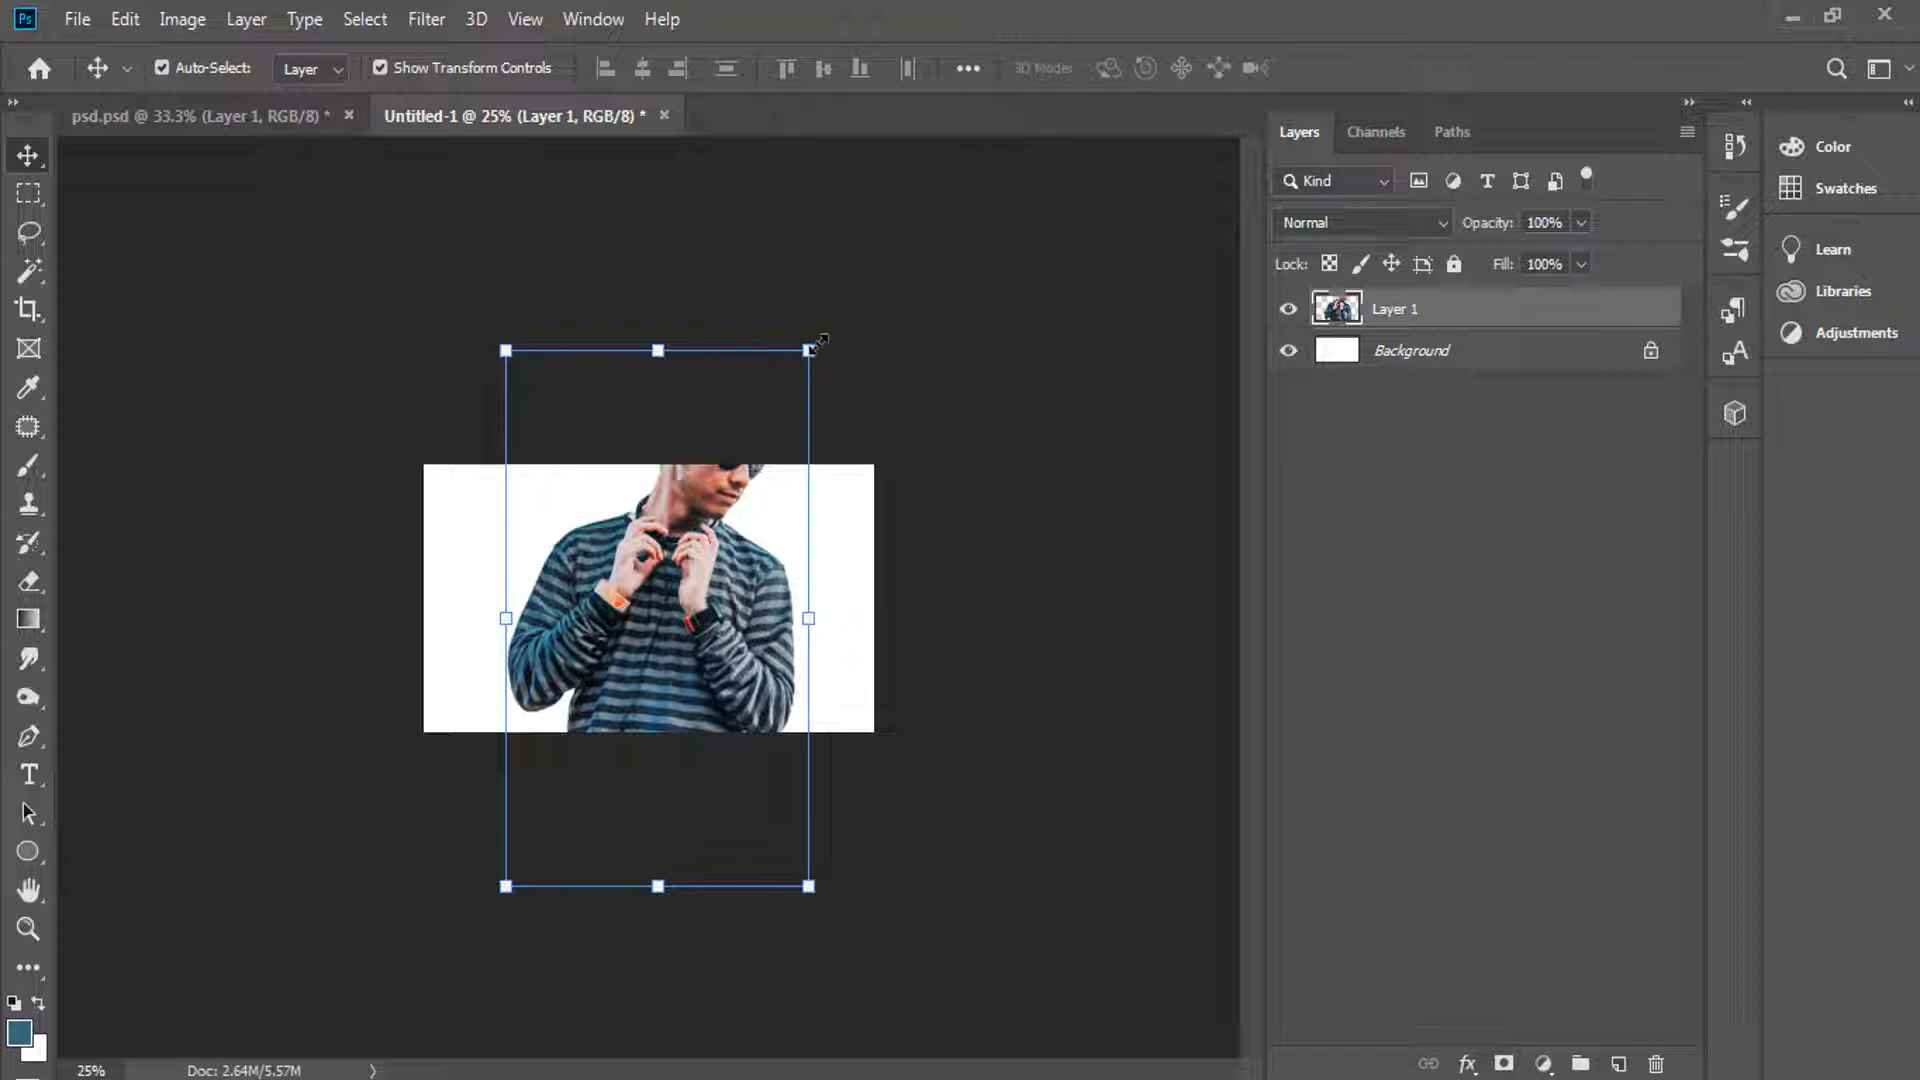 Ps File Edit Image Layer Type Select Filter 3D View Window Help
Auto-Select: Layer Show Transform Controls 3D Mode:
psd.psd @ 33.3% (Layer 1, RGB/8) * Untitled-1 @ 25% (Layer 1, RGB/8) *
Layers Channels Paths
Color
Kind
Swatches
Normal Opacity: 100%
Learn
Lock: Fill: 100%
Libraries
Layer 1
Adjustments
Background
25% Doc: 2.64M/5.57M